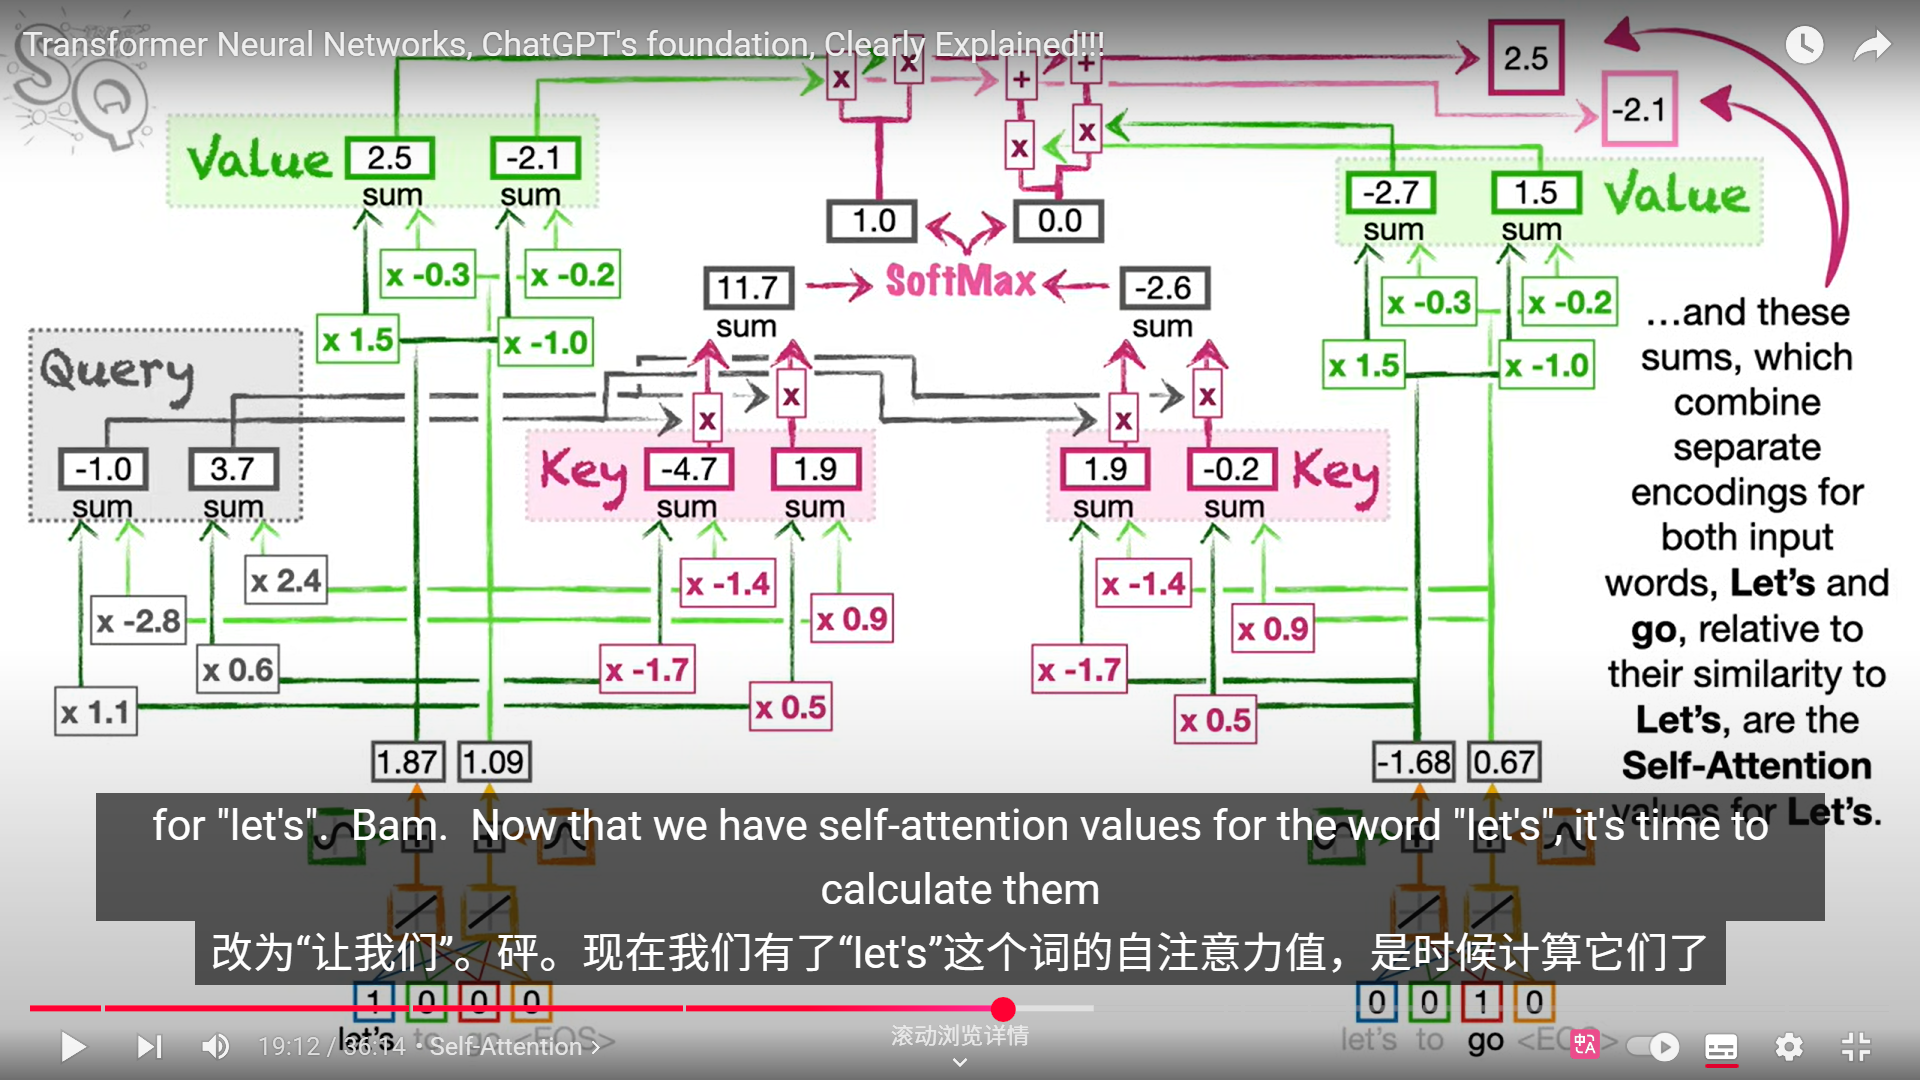 Transformer Neural Networks, ChatGPT's foundation, Clearly Explained!!!
SQ
x
x
+
+
2.5
-2.1
x
x
Value
2.5
-2.1
sum
sum
-2.7
1.5
Value
sum
sum
1.0
0.0
SoftMax
x -0.3
x -0.2
x 1.5
x -1.0
11.7
sum
-2.6
sum
x -0.3
x -0.2
x 1.5
x -1.0
Query
-1.0
3.7
sum
sum
x
x
Key
-4.7
1.9
sum
sum
x
x
1.9
-0.2
Key
sum
sum
...and these
sums, which
combine
separate
encodings for
both input
words, Let's and
go, relative to
their similarity to
Let's, are the
Self-Attention
values for Let's.
x 2.4
x -2.8
x 0.6
x 1.1
x -1.4
x 0.9
x -1.7
x 0.5
x -1.4
x 0.9
x -1.7
x 0.5
1.87
1.09
-1.68
0.67
+
+
+
+
for "let's".  Bam.  Now that we have self-attention values for the word "let's", it's time to
calculate them
改为“让我们”。砰。现在我们有了“let's”这个词的自注意力值，是时候计算它们了
1 0 0 0
0 0 1 0
let's to go <EOS>
let's to go <EOS>
19:12 / 36:14 • Self-Attention
滚动浏览详情